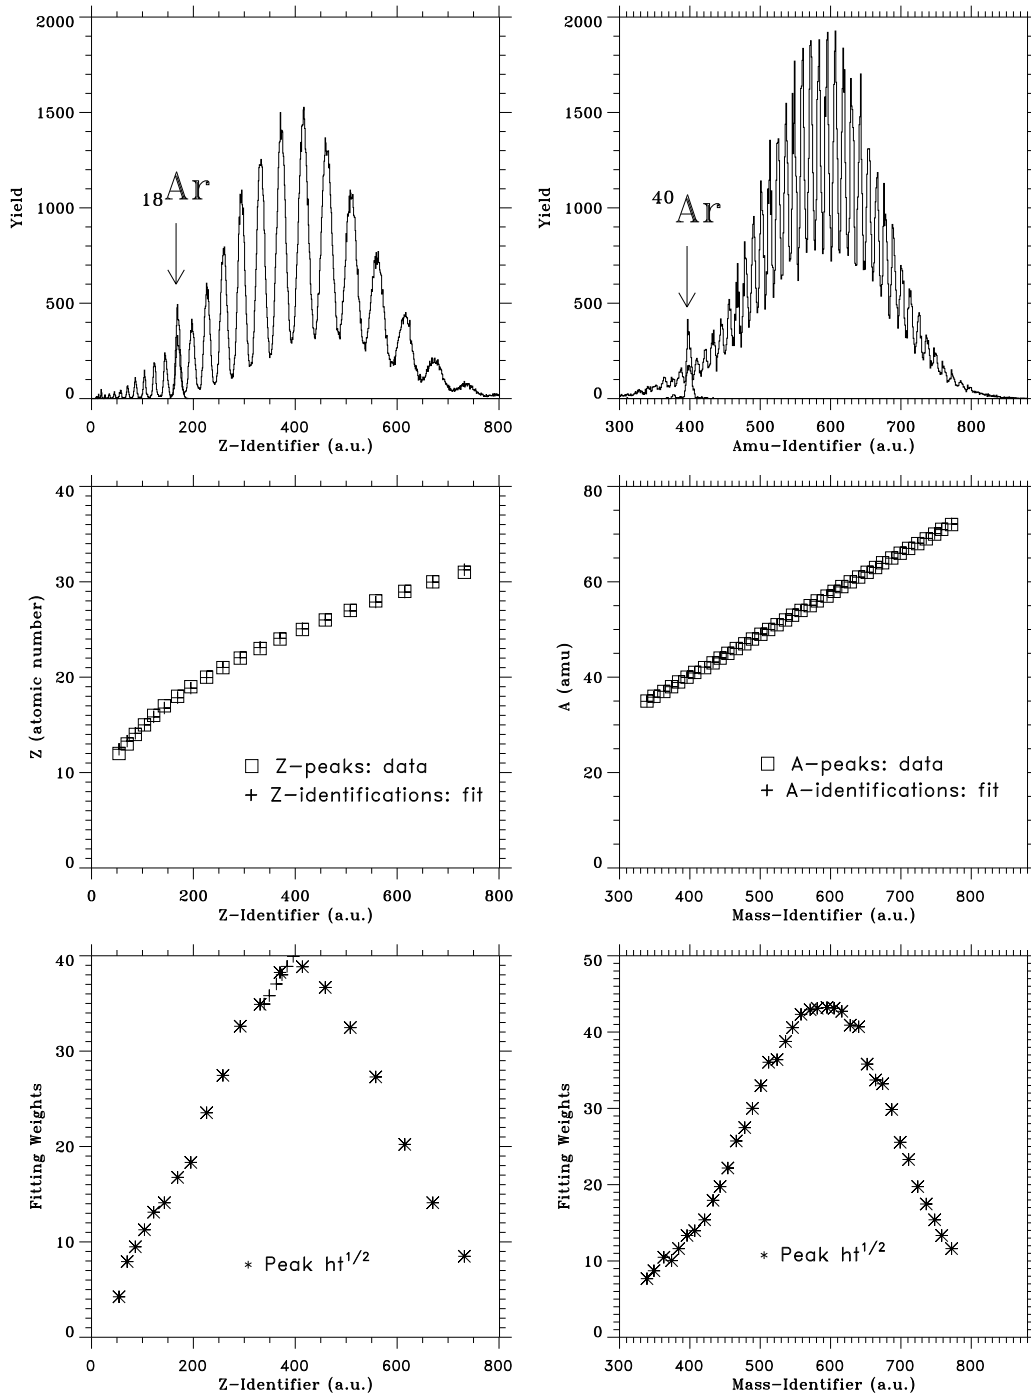 2000
1500
1000
500
0
Yield
18Ar
0 200 400 600 800
Z-Identifier (a.u.)
2000
1500
1000
500
0
Yield
40Ar
300 400 500 600 700 800
Amu-Identifier (a.u.)
40
30
20
10
0
Z (atomic number)
Z-peaks: data
Z-identifications: fit
0 200 400 600 800
Z-Identifier (a.u.)
80
60
40
20
0
A (amu)
A-peaks: data
A-identifications: fit
300 400 500 600 700 800
Mass-Identifier (a.u.)
40
30
20
10
0
Fitting Weights
* Peak ht1/2
0 200 400 600 800
Z-Identifier (a.u.)
50
40
30
20
10
0
Fitting Weights
* Peak ht1/2
300 400 500 600 700 800
Mass-Identifier (a.u.)